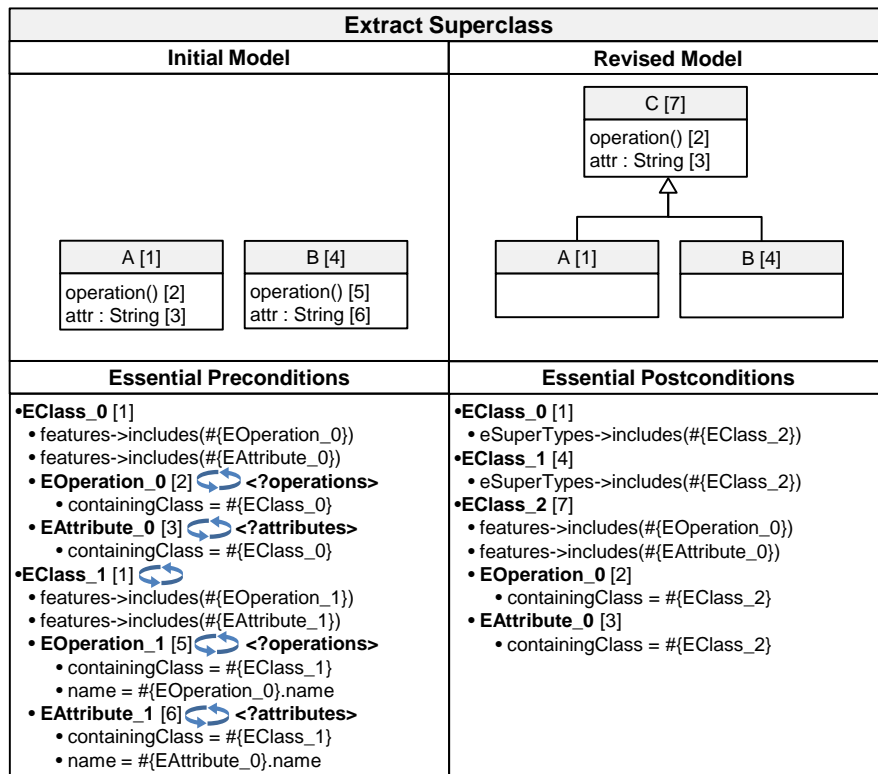 Extract Superclass
Initial Model
Revised Model
A [1]
operation() [2]
attr : String [3]
B [4]
operation() [5]
attr : String [6]
C [7]
operation() [2]
attr : String [3]
A [1]
B [4]
Essential Preconditions
•EClass_0 [1]
• features->includes(#{EOperation_0})
• features->includes(#{EAttribute_0})
• EOperation_0 [2] <?operations>
• containingClass = #{EClass_0}
• EAttribute_0 [3] <?attributes>
• containingClass = #{EClass_0}
•EClass_1 [1]
• features->includes(#{EOperation_1})
• features->includes(#{EAttribute_1})
• EOperation_1 [5] <?operations>
• containingClass = #{EClass_1}
• name = #{EOperation_0}.name
• EAttribute_1 [6] <?attributes>
• containingClass = #{EClass_1}
• name = #{EAttribute_0}.name
Essential Postconditions
•EClass_0 [1]
• eSuperTypes->includes(#{EClass_2})
•EClass_1 [4]
• eSuperTypes->includes(#{EClass_2})
•EClass_2 [7]
• features->includes(#{EOperation_0})
• features->includes(#{EAttribute_0})
• EOperation_0 [2]
• containingClass = #{EClass_2}
• EAttribute_0 [3]
• containingClass = #{EClass_2}